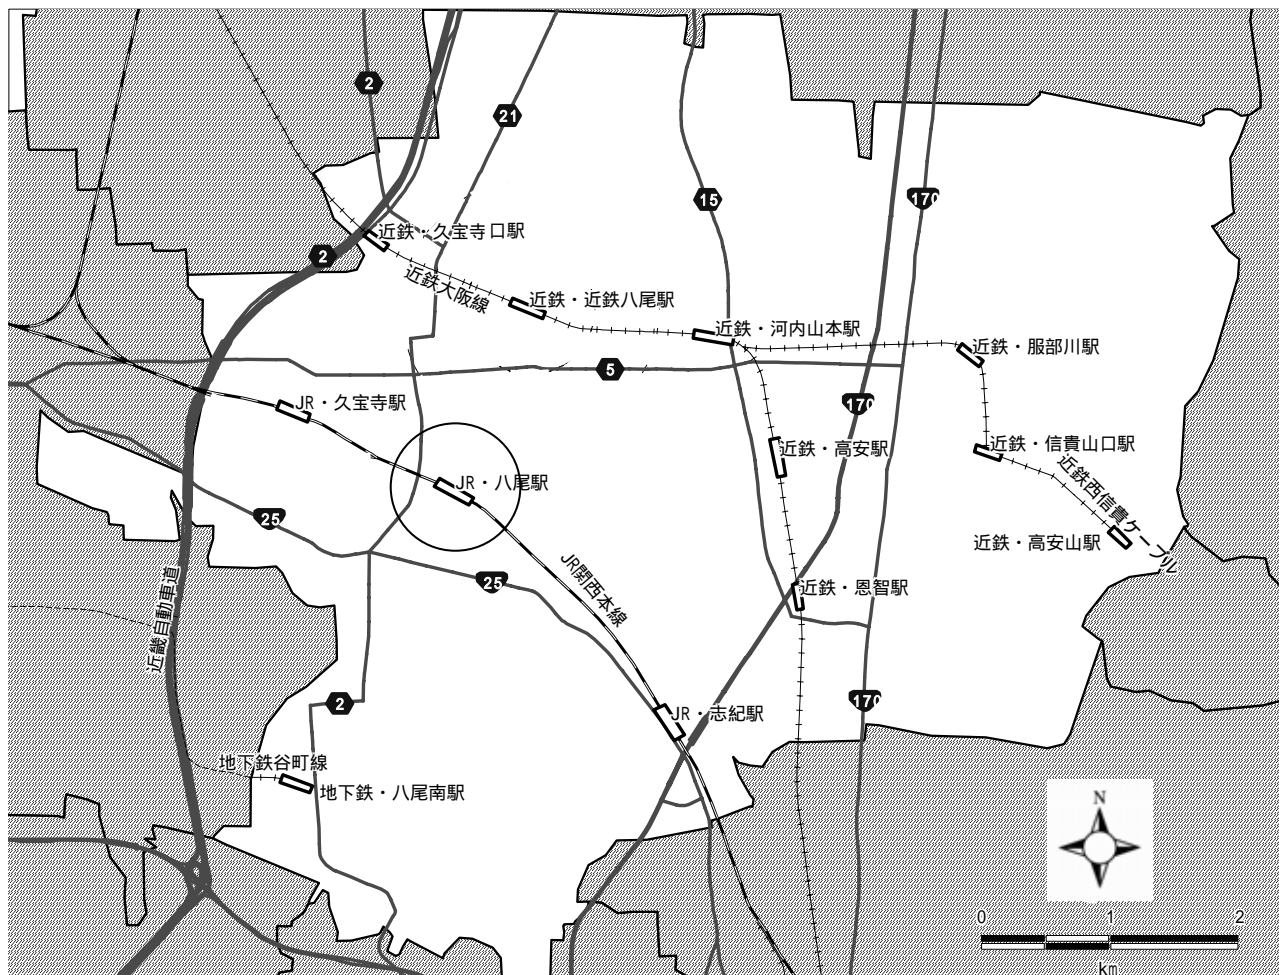 2
21
15
170
近鉄・久宝寺口駅
2
近鉄大阪線
近鉄・近鉄八尾駅
近鉄・河内山本駅
近鉄・服部川駅
5
JR・久宝寺駅
170
近鉄・高安駅
近鉄・信貴山口駅
近鉄西信貴ケーブル
JR・八尾駅
25
近鉄・高安山駅
JR関西本線
25
近鉄・恩智駅
近畿自動車道
2
JR・志紀駅
170
地下鉄谷町線
地下鉄・八尾南駅
N
0 1 2
km